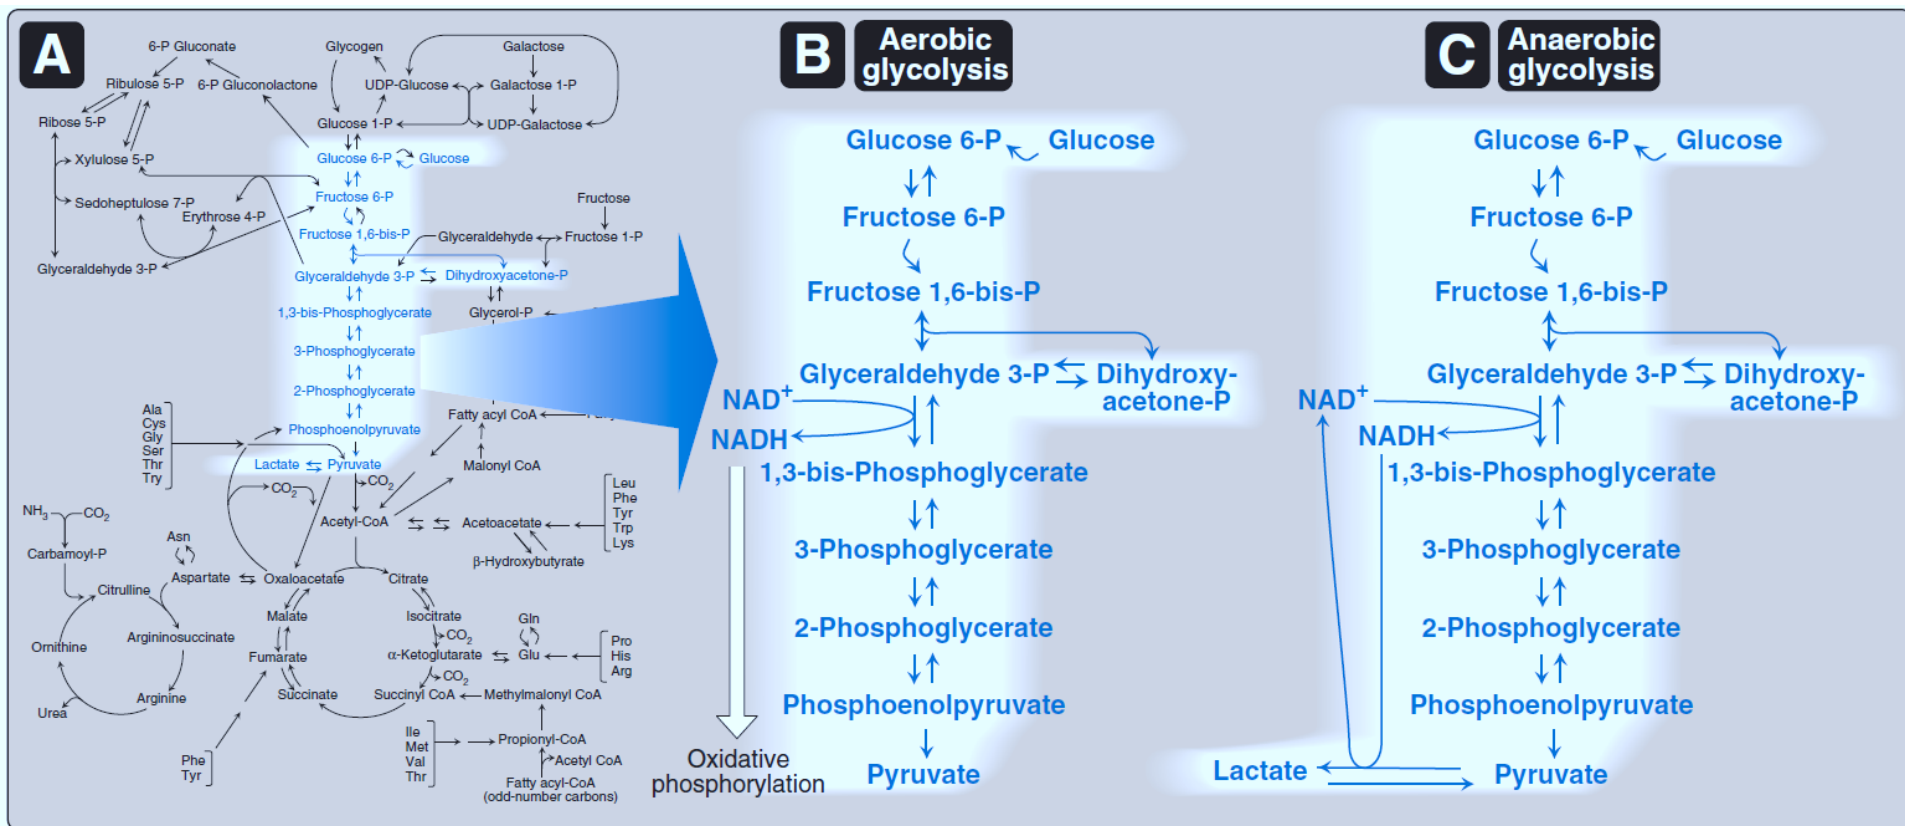 A
6-P Gluconate
Ribulose 5-P
6-P Gluconolactone
Ribose 5-P
Xylulose 5-P
Sedoheptulose 7-P
Erythrose 4-P
Glyceraldehyde 3-P
Glycogen
Galactose
UDP-Glucose
Galactose 1-P
Glucose 1-P
UDP-Galactose
Glucose 6-P
Glucose
Fructose 6-P
Fructose
Fructose 1,6-bis-P
Glyceraldehyde
Fructose 1-P
Glyceraldehyde 3-P
Dihydroxyacetone-P
1,3-bis-Phosphoglycerate
Glycerol-P
3-Phosphoglycerate
2-Phosphoglycerate
Fatty acyl CoA
Phosphoenolpyruvate
Malonyl CoA
Lactate
Pyruvate
Ala
Cys
Gly
Ser
Thr
Try
CO2
CO2
Acetyl-CoA
Acetoacetate
Leu
Phe
Tyr
Trp
Lys
β-Hydroxybutyrate
NH3
CO2
Carbamoyl-P
Asn
Aspartate
Oxaloacetate
Citrate
Citrulline
Malate
Isocitrate
CO2
Gln
Argininosuccinate
Ornithine
Fumarate
α-Ketoglutarate
Glu
Pro
His
Arg
CO2
Succinate
Succinyl CoA
Methylmalonyl CoA
Arginine
Urea
Phe
Tyr
Ile
Met
Val
Thr
Propionyl-CoA
Acetyl CoA
Fatty acyl-CoA
(odd-number carbons)
B
Aerobic
glycolysis
Glucose 6-P
Glucose
Fructose 6-P
Fructose 1,6-bis-P
Glyceraldehyde 3-P
Dihydroxy-
acetone-P
NAD+
NADH
1,3-bis-Phosphoglycerate
3-Phosphoglycerate
2-Phosphoglycerate
Phosphoenolpyruvate
Pyruvate
Oxidative
phosphorylation
C
Anaerobic
glycolysis
Glucose 6-P
Glucose
Fructose 6-P
Fructose 1,6-bis-P
Glyceraldehyde 3-P
Dihydroxy-
acetone-P
NAD+
NADH
1,3-bis-Phosphoglycerate
3-Phosphoglycerate
2-Phosphoglycerate
Phosphoenolpyruvate
Lactate
Pyruvate